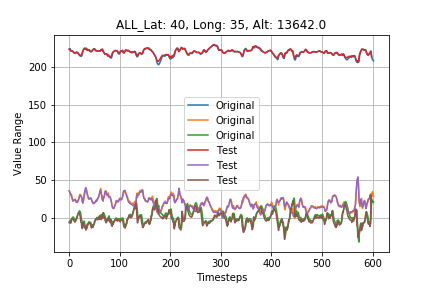 ALL_Lat: 40, Long: 35, Alt: 13642.0
Value Range
200
150
100
50
0
Original
Original
Original
Test
Test
Test
0
100
200
300
400
500
600
Timesteps